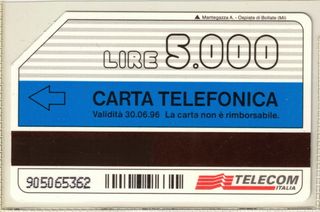 Mantegazza A. - Ospiate di Bollate (Mi)
LIRE 5.000
CARTA TELEFONICA
Validità 30.06.96 La carta non è rimborsabile.
905065362
TELECOM
ITALIA